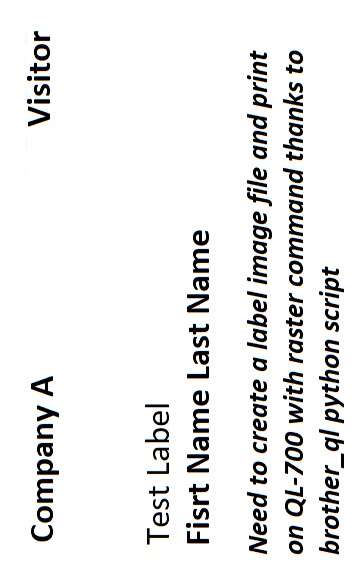 Company A Visitor
Test Label
Fisrt Name Last Name
Need to create a label image file and print
on QL-700 with raster command thanks to
brother_ql python script